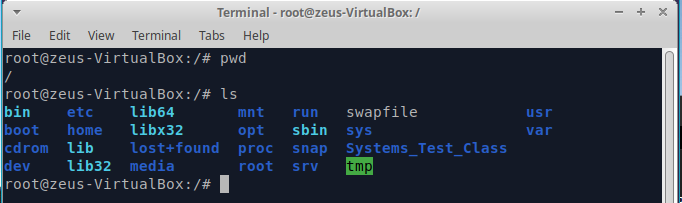 Terminal - root@zeus-VirtualBox: /
File Edit View Terminal Tabs Help
root@zeus-VirtualBox:/# pwd
/
root@zeus-VirtualBox:/# ls
bin etc lib64 mnt run swapfile usr
boot home libx32 opt sbin sys var
cdrom lib lost+found proc snap Systems_Test_Class
dev lib32 media root srv tmp
root@zeus-VirtualBox:/#